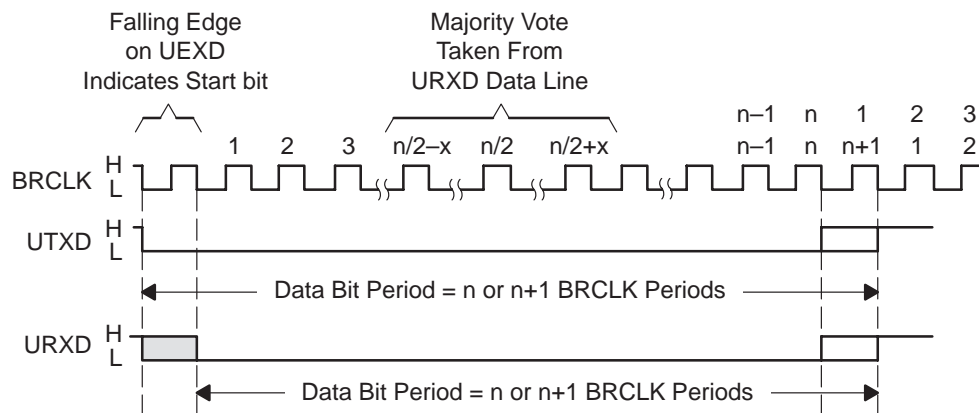 Falling Edge
on UEXD
Indicates Start bit
Majority Vote
Taken From
URXD Data Line
n–1 n 1 2 3
1 2 3 n/2–x n/2 n/2+x n–1 n n+1 1 2
BRCLK H
L
UTXD H
L
Data Bit Period = n or n+1 BRCLK Periods
URXD H
L
Data Bit Period = n or n+1 BRCLK Periods